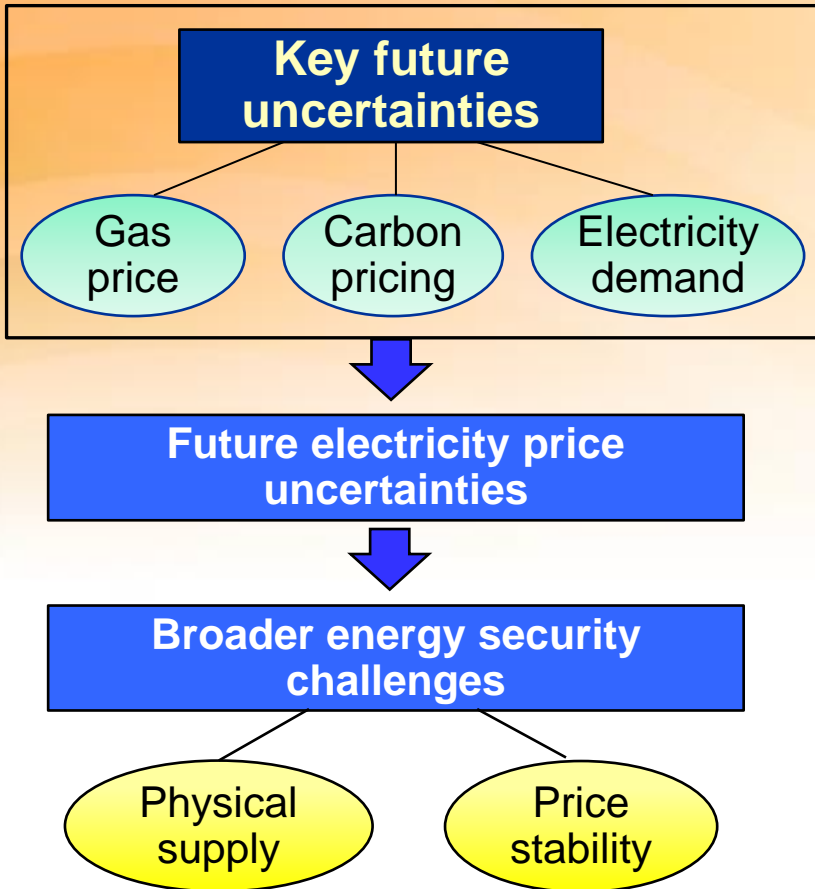 Key future
uncertainties
Gas
price
Carbon
pricing
Electricity
demand
Future electricity price
uncertainties
Broader energy security
challenges
Physical
supply
Price
stability